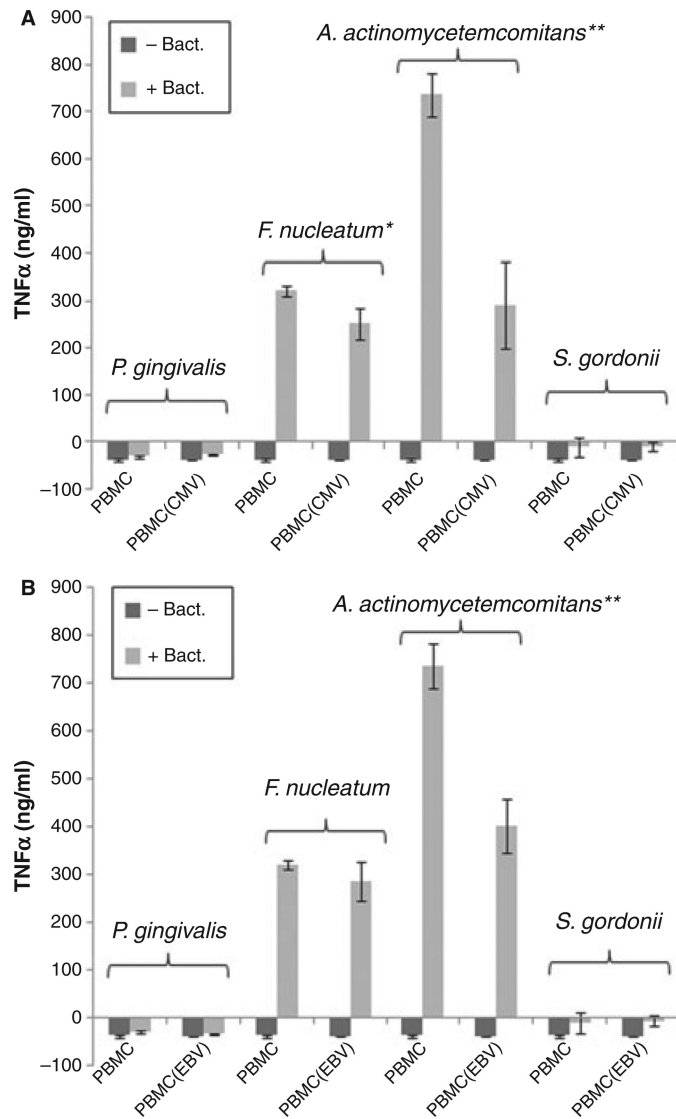 A
900
800
700
600
500
400
300
200
100
0
−100
TNFα (ng/ml)
− Bact.
+ Bact.
A. actinomycetemcomitans**
F. nucleatum*
P. gingivalis
S. gordonii
PBMC
PBMC(CMV)
PBMC
PBMC(CMV)
PBMC
PBMC(CMV)
PBMC
PBMC(CMV)
B
900
800
700
600
500
400
300
200
100
0
−100
TNFα (ng/ml)
− Bact.
+ Bact.
A. actinomycetemcomitans**
F. nucleatum
P. gingivalis
S. gordonii
PBMC
PBMC(EBV)
PBMC
PBMC(EBV)
PBMC
PBMC(EBV)
PBMC
PBMC(EBV)